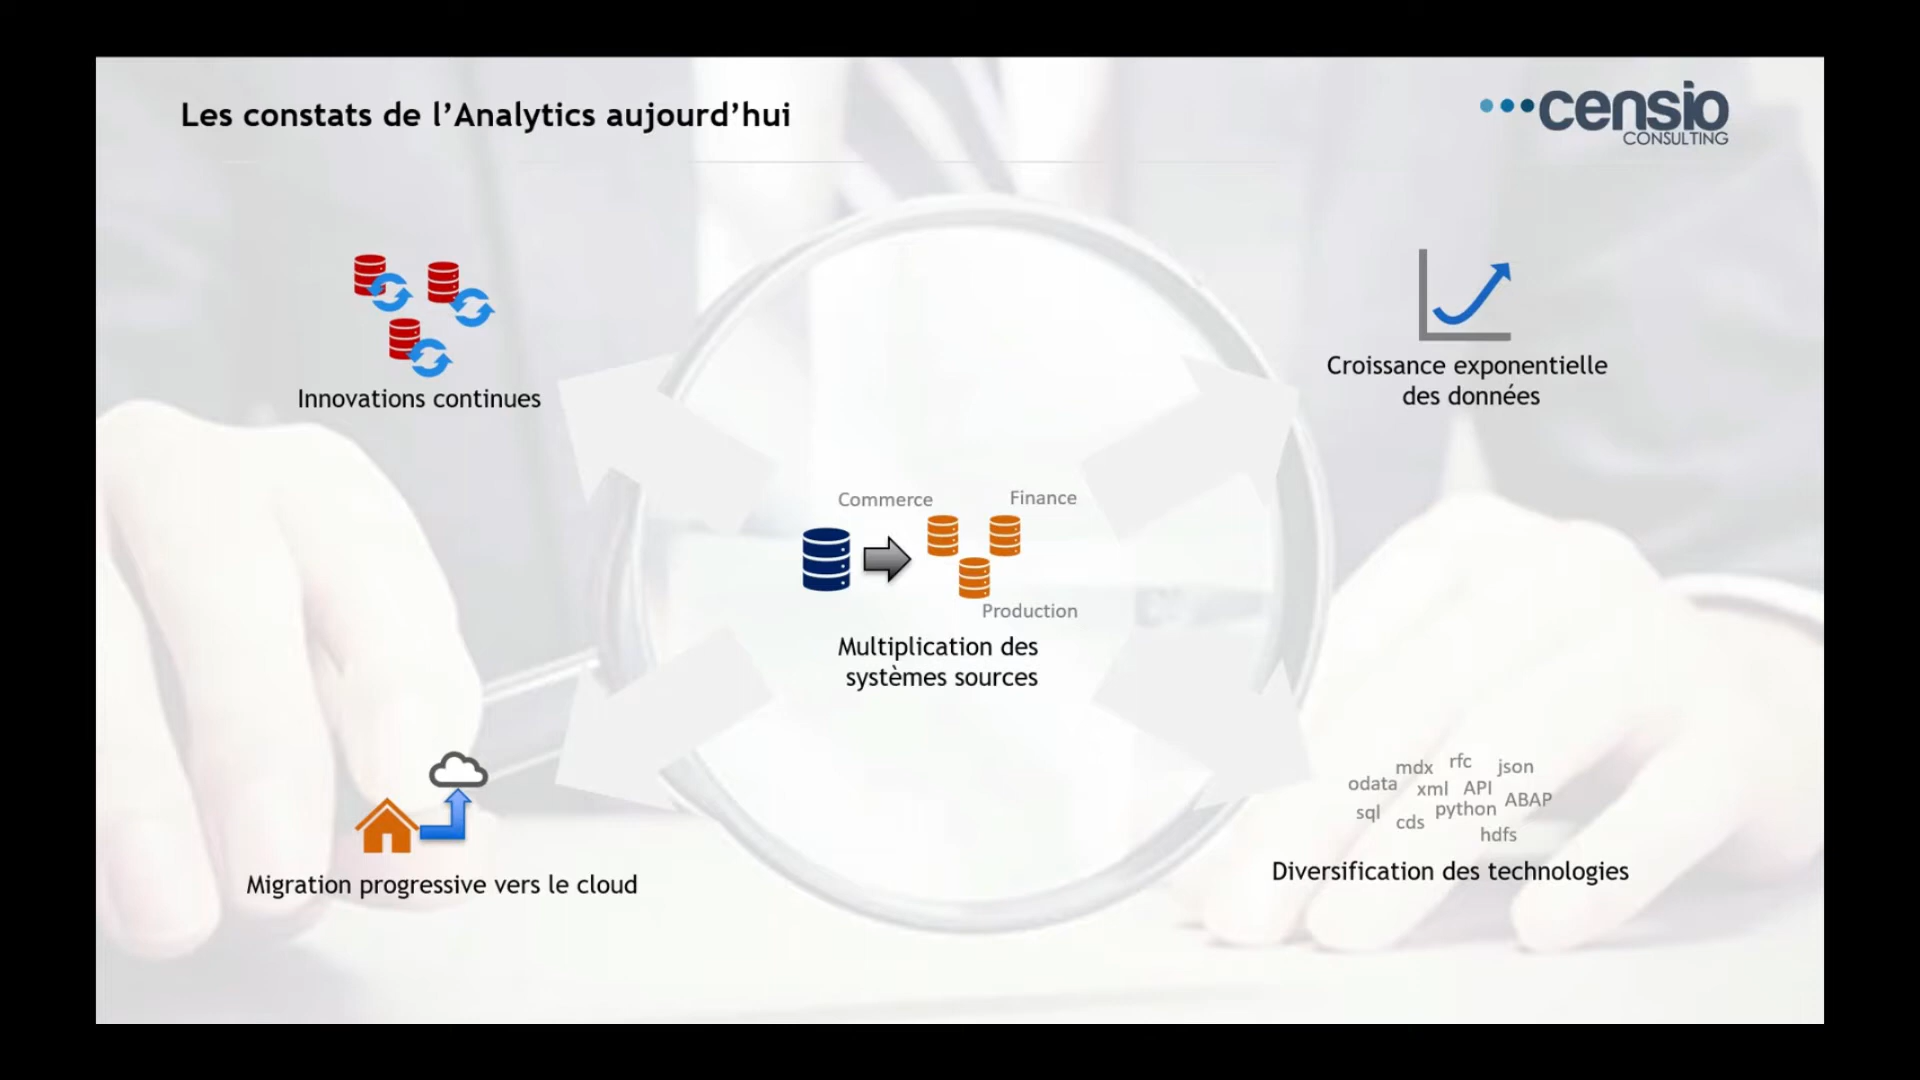 Les constats de l’Analytics aujourd’hui
censio
CONSULTING
Innovations continues
Croissance exponentielle
des données
Commerce
Finance
Production
Multiplication des
systèmes sources
Migration progressive vers le cloud
mdx rfc json
odata xml API
sql cds python ABAP
hdfs
Diversification des technologies